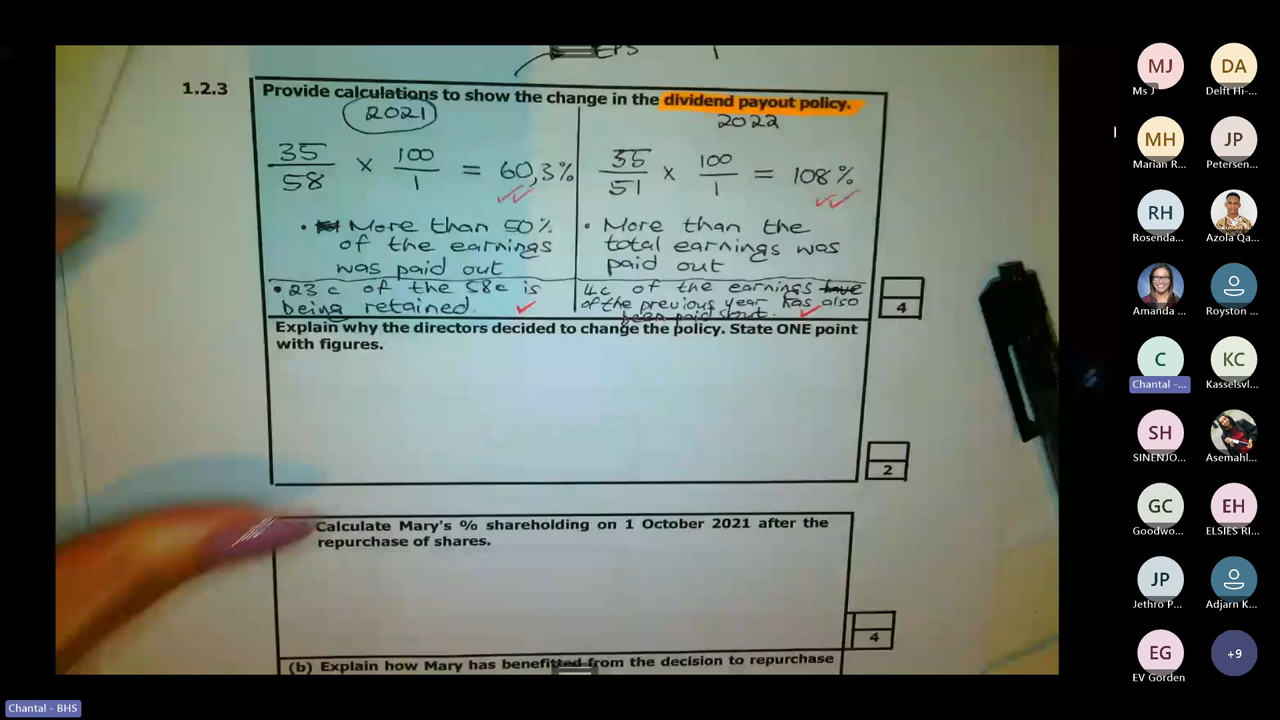 EPS
1.2.3
Provide calculations to show the change in the dividend payout policy.
2021
2022
35/58 × 100/1 = 60,3%
35/51 × 100/1 = 108%
• More than 50%
of the earnings
was paid out
• More than the
total earnings was
paid out
• 23 c of the 58c is
being retained.
4c of the earnings have
of the previous year has also
been paid out.
4
Explain why the directors decided to change the policy. State ONE point
with figures.
2
Calculate Mary's % shareholding on 1 October 2021 after the
repurchase of shares.
4
(b) Explain how Mary has benefitted from the decision to repurchase
MJ
Ms J
DA
Delft Hi-...
MH
Marian R...
JP
Petersen...
RH
Rosenda...
Azola Qa...
Amanda ...
Royston ...
C
Chantal -...
KC
Kasselsvl...
SH
SINENJO...
Asemahl...
GC
Goodwo...
EH
ELSIES RI...
JP
Jethro P...
Adjarn K...
EG
EV Gorden
+9
Chantal - BHS